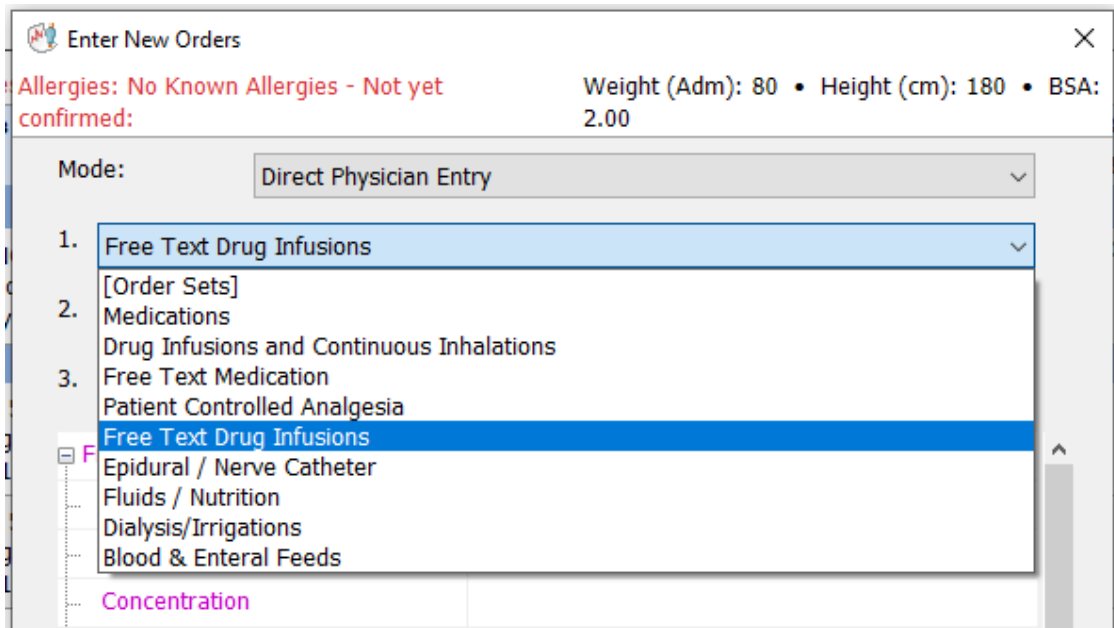 Enter New Orders
Allergies: No Known Allergies - Not yet
confirmed:
Weight (Adm): 80 • Height (cm): 180 • BSA:
2.00
Mode:
Direct Physician Entry
1.
Free Text Drug Infusions
[Order Sets]
2.
Medications
Drug Infusions and Continuous Inhalations
3.
Free Text Medication
Patient Controlled Analgesia
Free Text Drug Infusions
Epidural / Nerve Catheter
Fluids / Nutrition
Dialysis/Irrigations
Blood & Enteral Feeds
Concentration